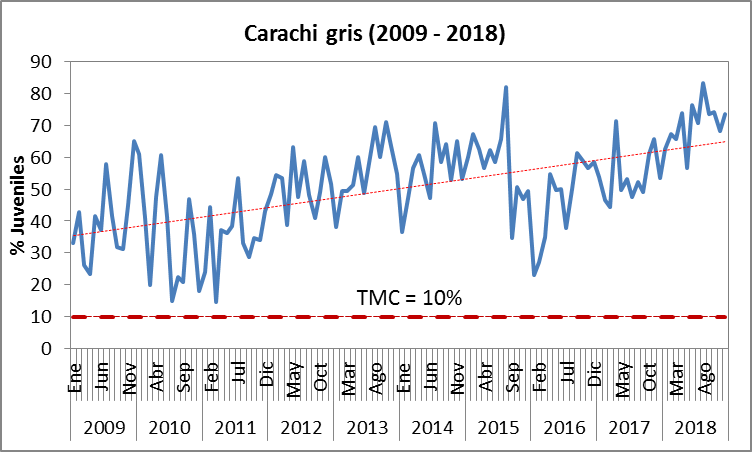 Carachi gris (2009 - 2018)
% Juveniles
90
80
70
60
50
40
30
20
10
0
TMC = 10%
Ene Jun Nov Abr Sep Feb Jul Dic May Oct Mar Ago Ene Jun Nov Abr Sep Feb Jul Dic May Oct Mar Ago
2009 2010 2011 2012 2013 2014 2015 2016 2017 2018